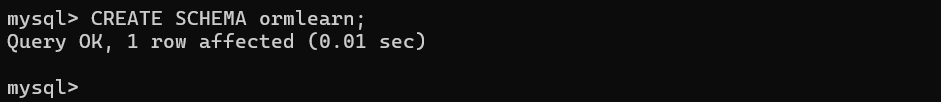 mysql> CREATE SCHEMA ormlearn;
Query OK, 1 row affected (0.01 sec)
mysql>